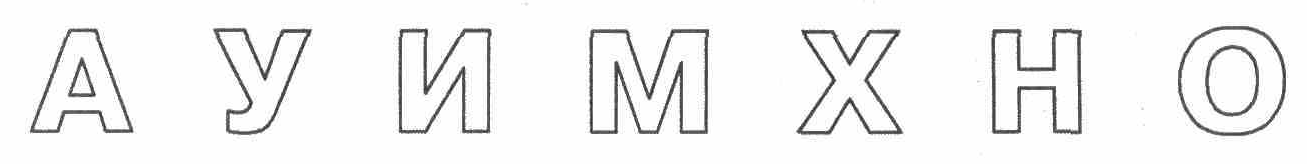 А У И М Х Н О